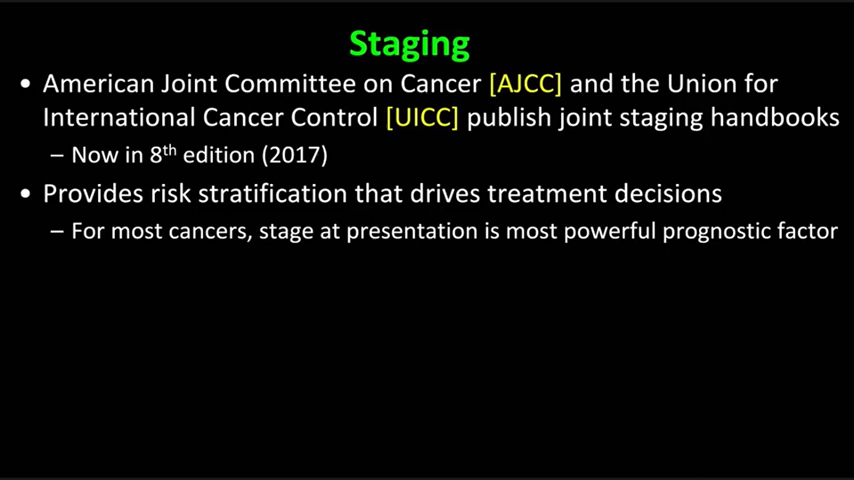 Staging
• American Joint Committee on Cancer [AJCC] and the Union for
International Cancer Control [UICC] publish joint staging handbooks
– Now in 8th edition (2017)
• Provides risk stratification that drives treatment decisions
– For most cancers, stage at presentation is most powerful prognostic factor